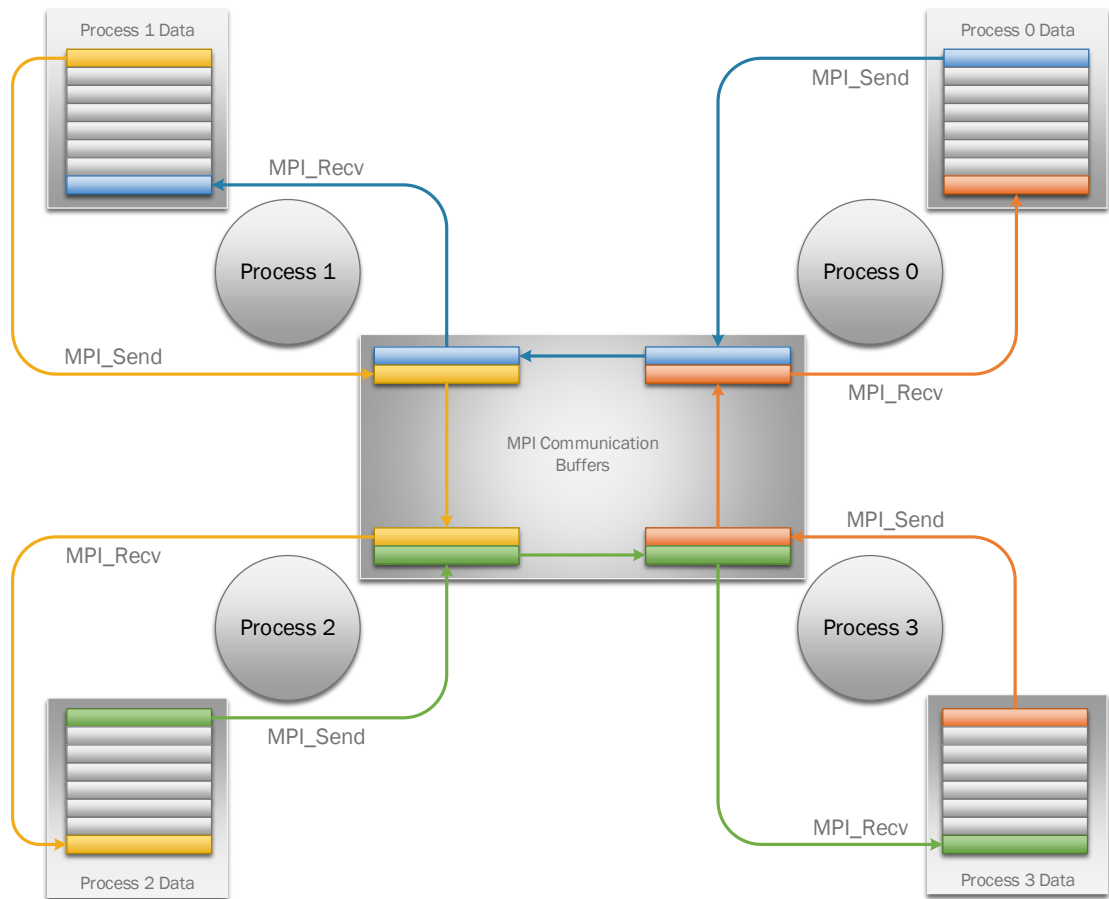 Process 1 Data
Process 0 Data
MPI_Send
MPI_Recv
Process 1
Process 0
MPI_Send
MPI_Recv
MPI Communication
Buffers
MPI_Send
MPI_Recv
Process 2
Process 3
MPI_Send
MPI_Recv
Process 2 Data
Process 3 Data